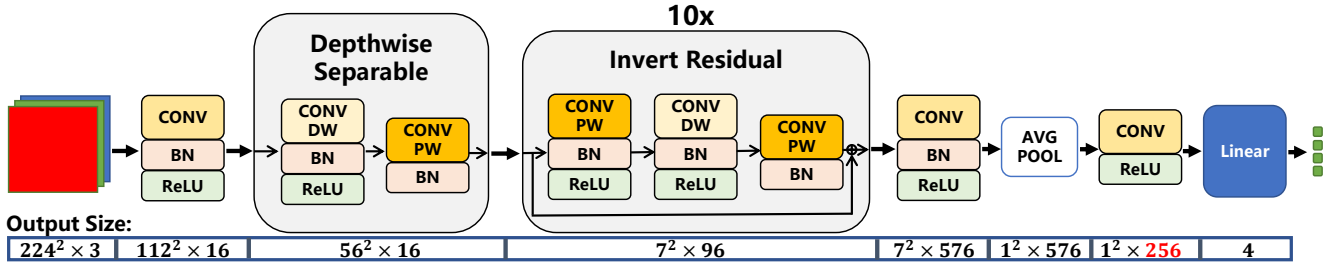 10x
Depthwise
Separable
Invert Residual
CONV
BN
ReLU
CONV
DW
BN
ReLU
CONV
PW
BN
CONV
PW
BN
ReLU
CONV
DW
BN
ReLU
CONV
PW
BN
CONV
BN
ReLU
AVG
POOL
CONV
ReLU
Linear
Output Size:
224² × 3 112² × 16 56² × 16 7² × 96 7² × 576 1² × 576 1² × 256 4